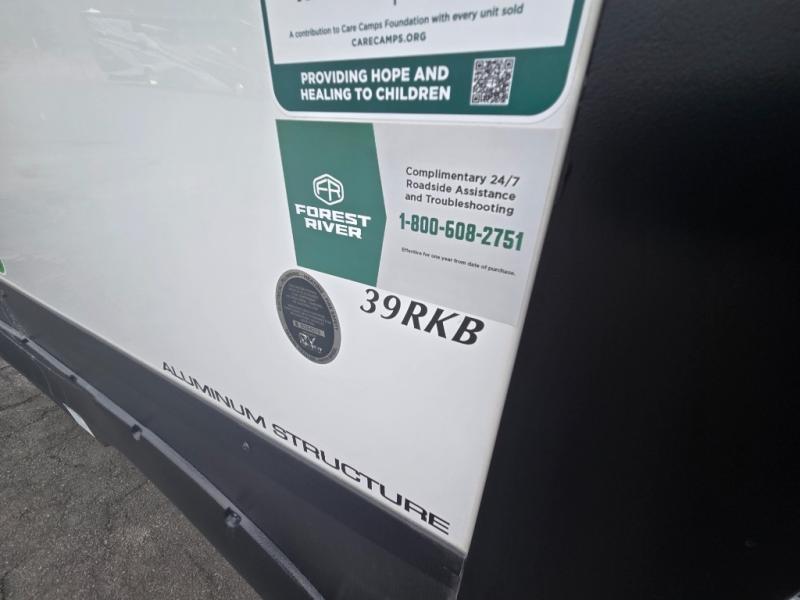 A contribution to Care Camps Foundation with every unit sold
CARECAMPS.ORG
PROVIDING HOPE AND
HEALING TO CHILDREN
FR
FOREST
RIVER
Complimentary 24/7
Roadside Assistance
and Troubleshooting
1-800-608-2751
Effective for one year from date of purchase.
39RKB
ALUMINUM STRUCTURE